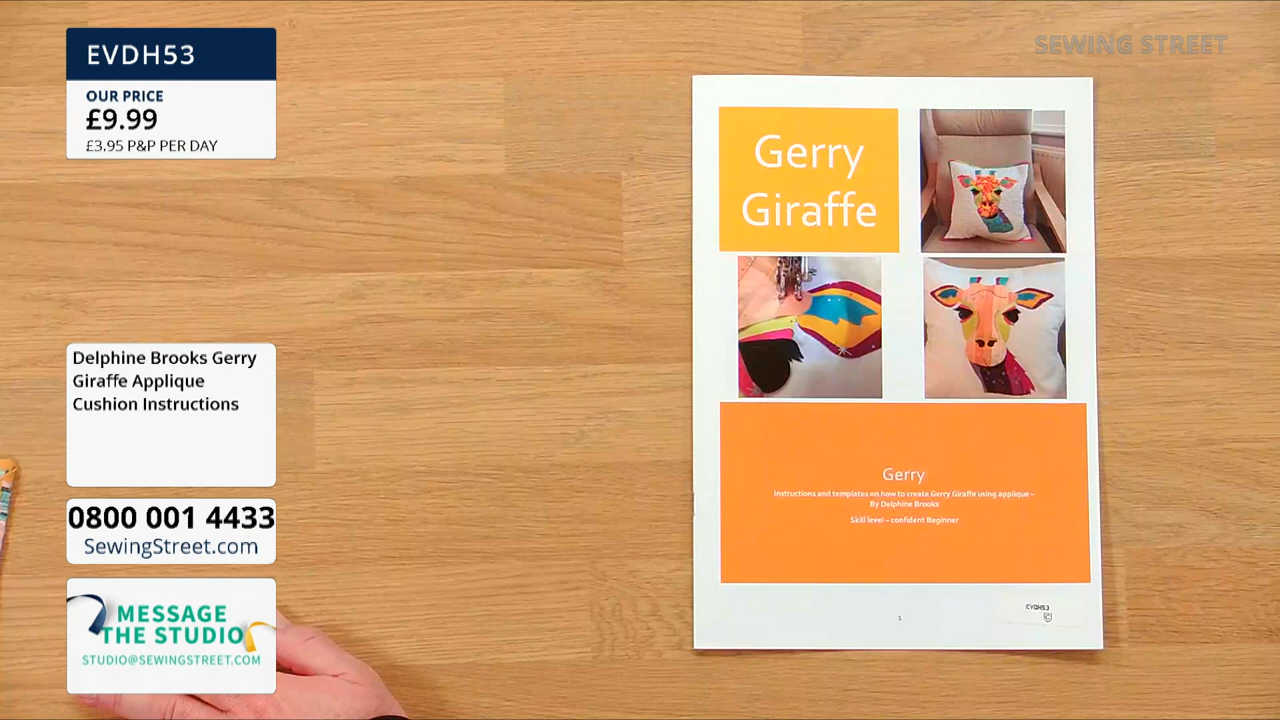 EVDH53
OUR PRICE
£9.99
£3.95 P&P PER DAY
Delphine Brooks Gerry
Giraffe Applique
Cushion Instructions
0800 001 4433
SewingStreet.com
MESSAGE
THE STUDIO
STUDIO@SEWINGSTREET.COM
SEWING STREET
Gerry
Giraffe
Gerry
Instructions and templates on how to create Gerry Giraffe using applique –
By Delphine Brooks
Skill level – confident Beginner
EVDH53
1